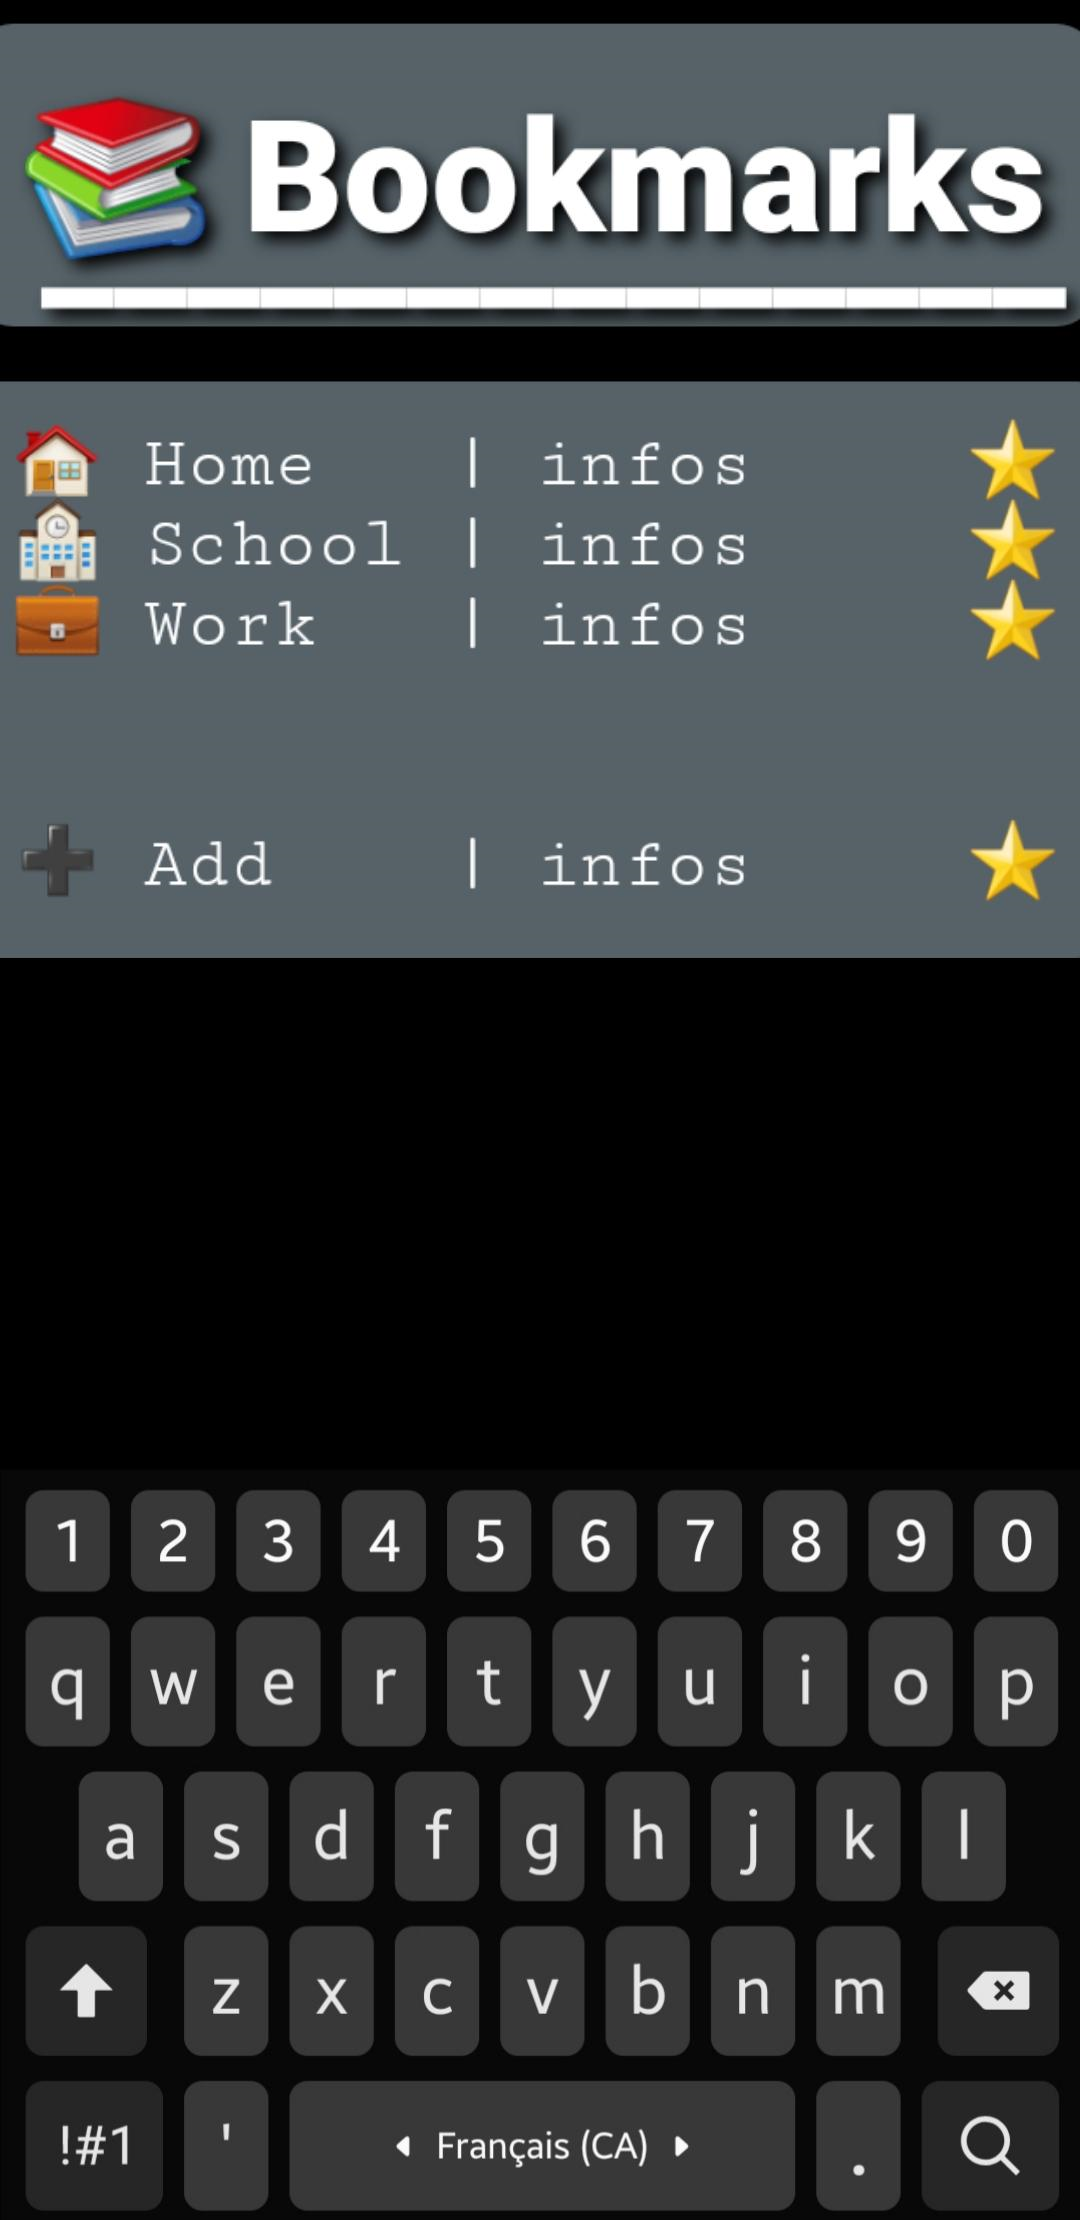 📚 Bookmarks
🏠 Home | infos ⭐
🏫 School | infos ⭐
💼 Work | infos ⭐
➕ Add | infos ⭐
1 2 3 4 5 6 7 8 9 0
q w e r t y u i o p
a s d f g h j k l
z x c v b n m
!#1 ' Français (CA) .